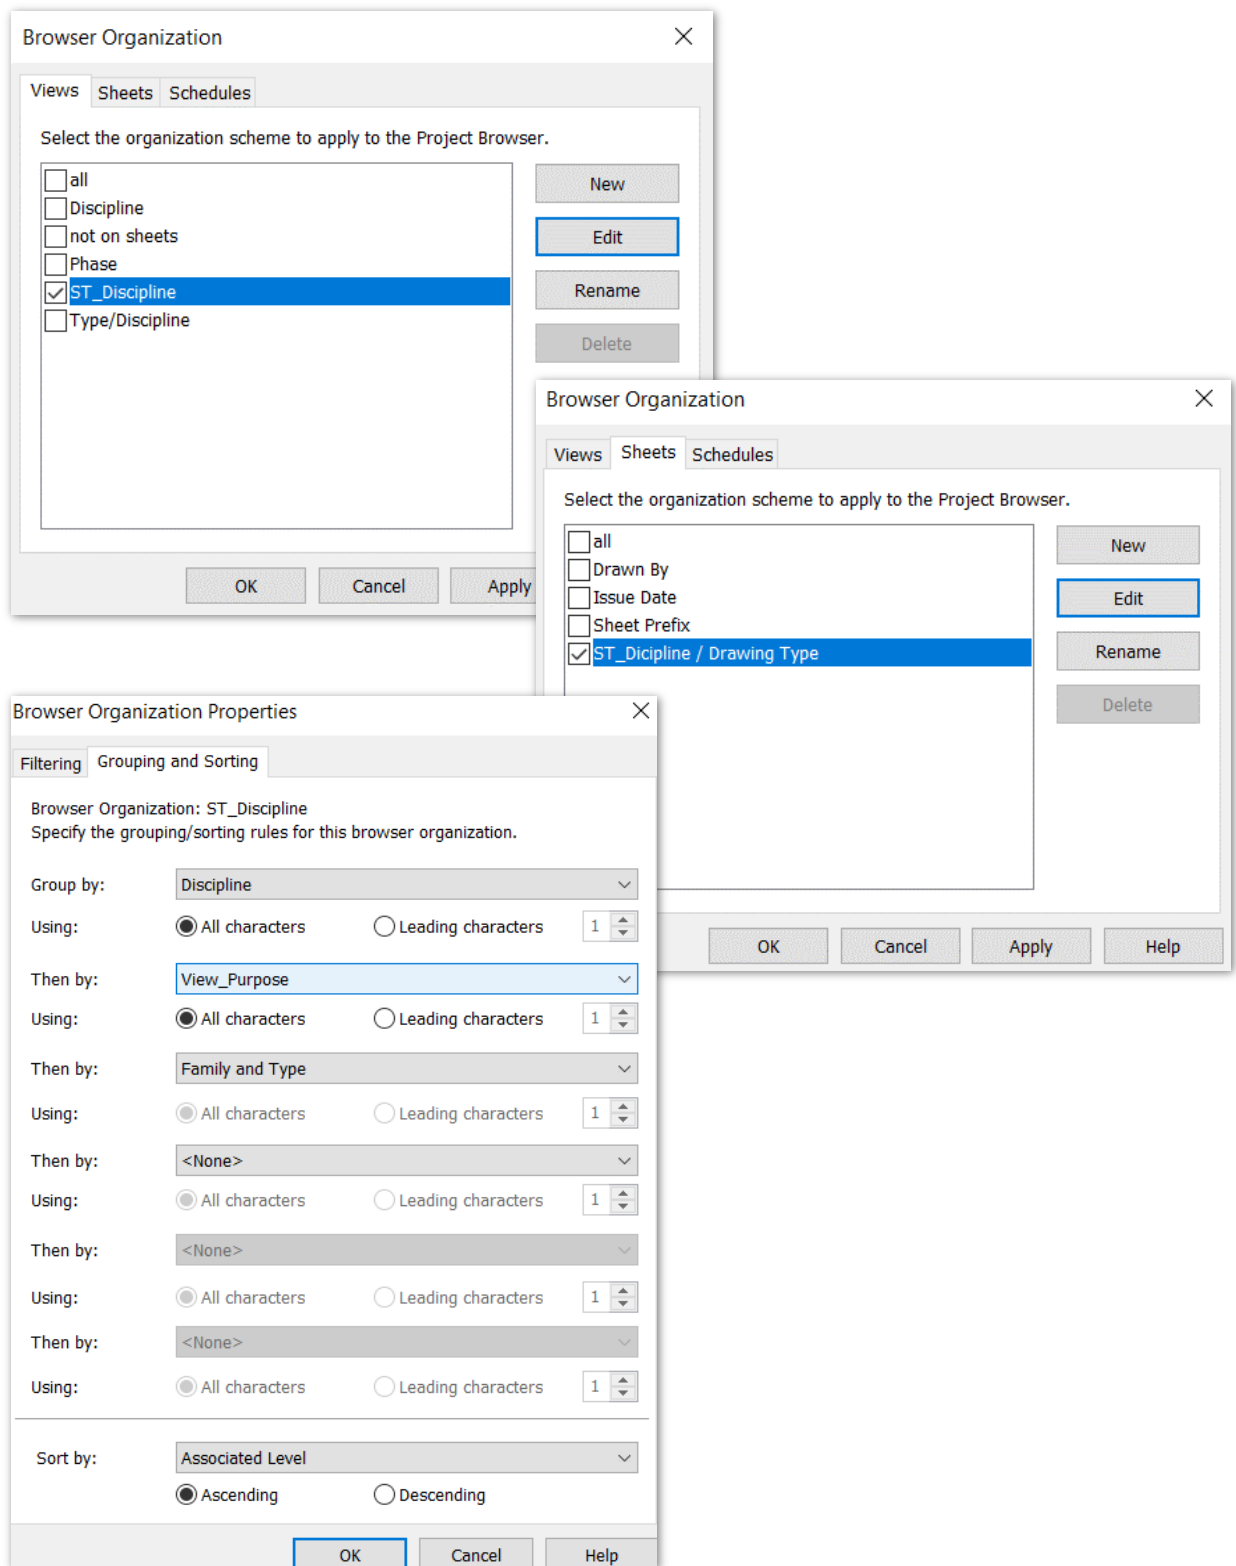 Browser Organization
Views Sheets Schedules
Select the organization scheme to apply to the Project Browser.
all
Discipline
not on sheets
Phase
ST_Discipline
Type/Discipline
New
Edit
Rename
Delete
OK Cancel Apply
Browser Organization
Views Sheets Schedules
Select the organization scheme to apply to the Project Browser.
all
Drawn By
Issue Date
Sheet Prefix
ST_Dicipline / Drawing Type
New
Edit
Rename
Delete
OK Cancel Apply Help
Browser Organization Properties
Filtering Grouping and Sorting
Browser Organization: ST_Discipline
Specify the grouping/sorting rules for this browser organization.
Group by: Discipline
Using: All characters Leading characters 1
Then by: View_Purpose
Using: All characters Leading characters 1
Then by: Family and Type
Using: All characters Leading characters 1
Then by: <None>
Using: All characters Leading characters 1
Then by: <None>
Using: All characters Leading characters 1
Then by: <None>
Using: All characters Leading characters 1
Sort by: Associated Level
Ascending Descending
OK Cancel Help